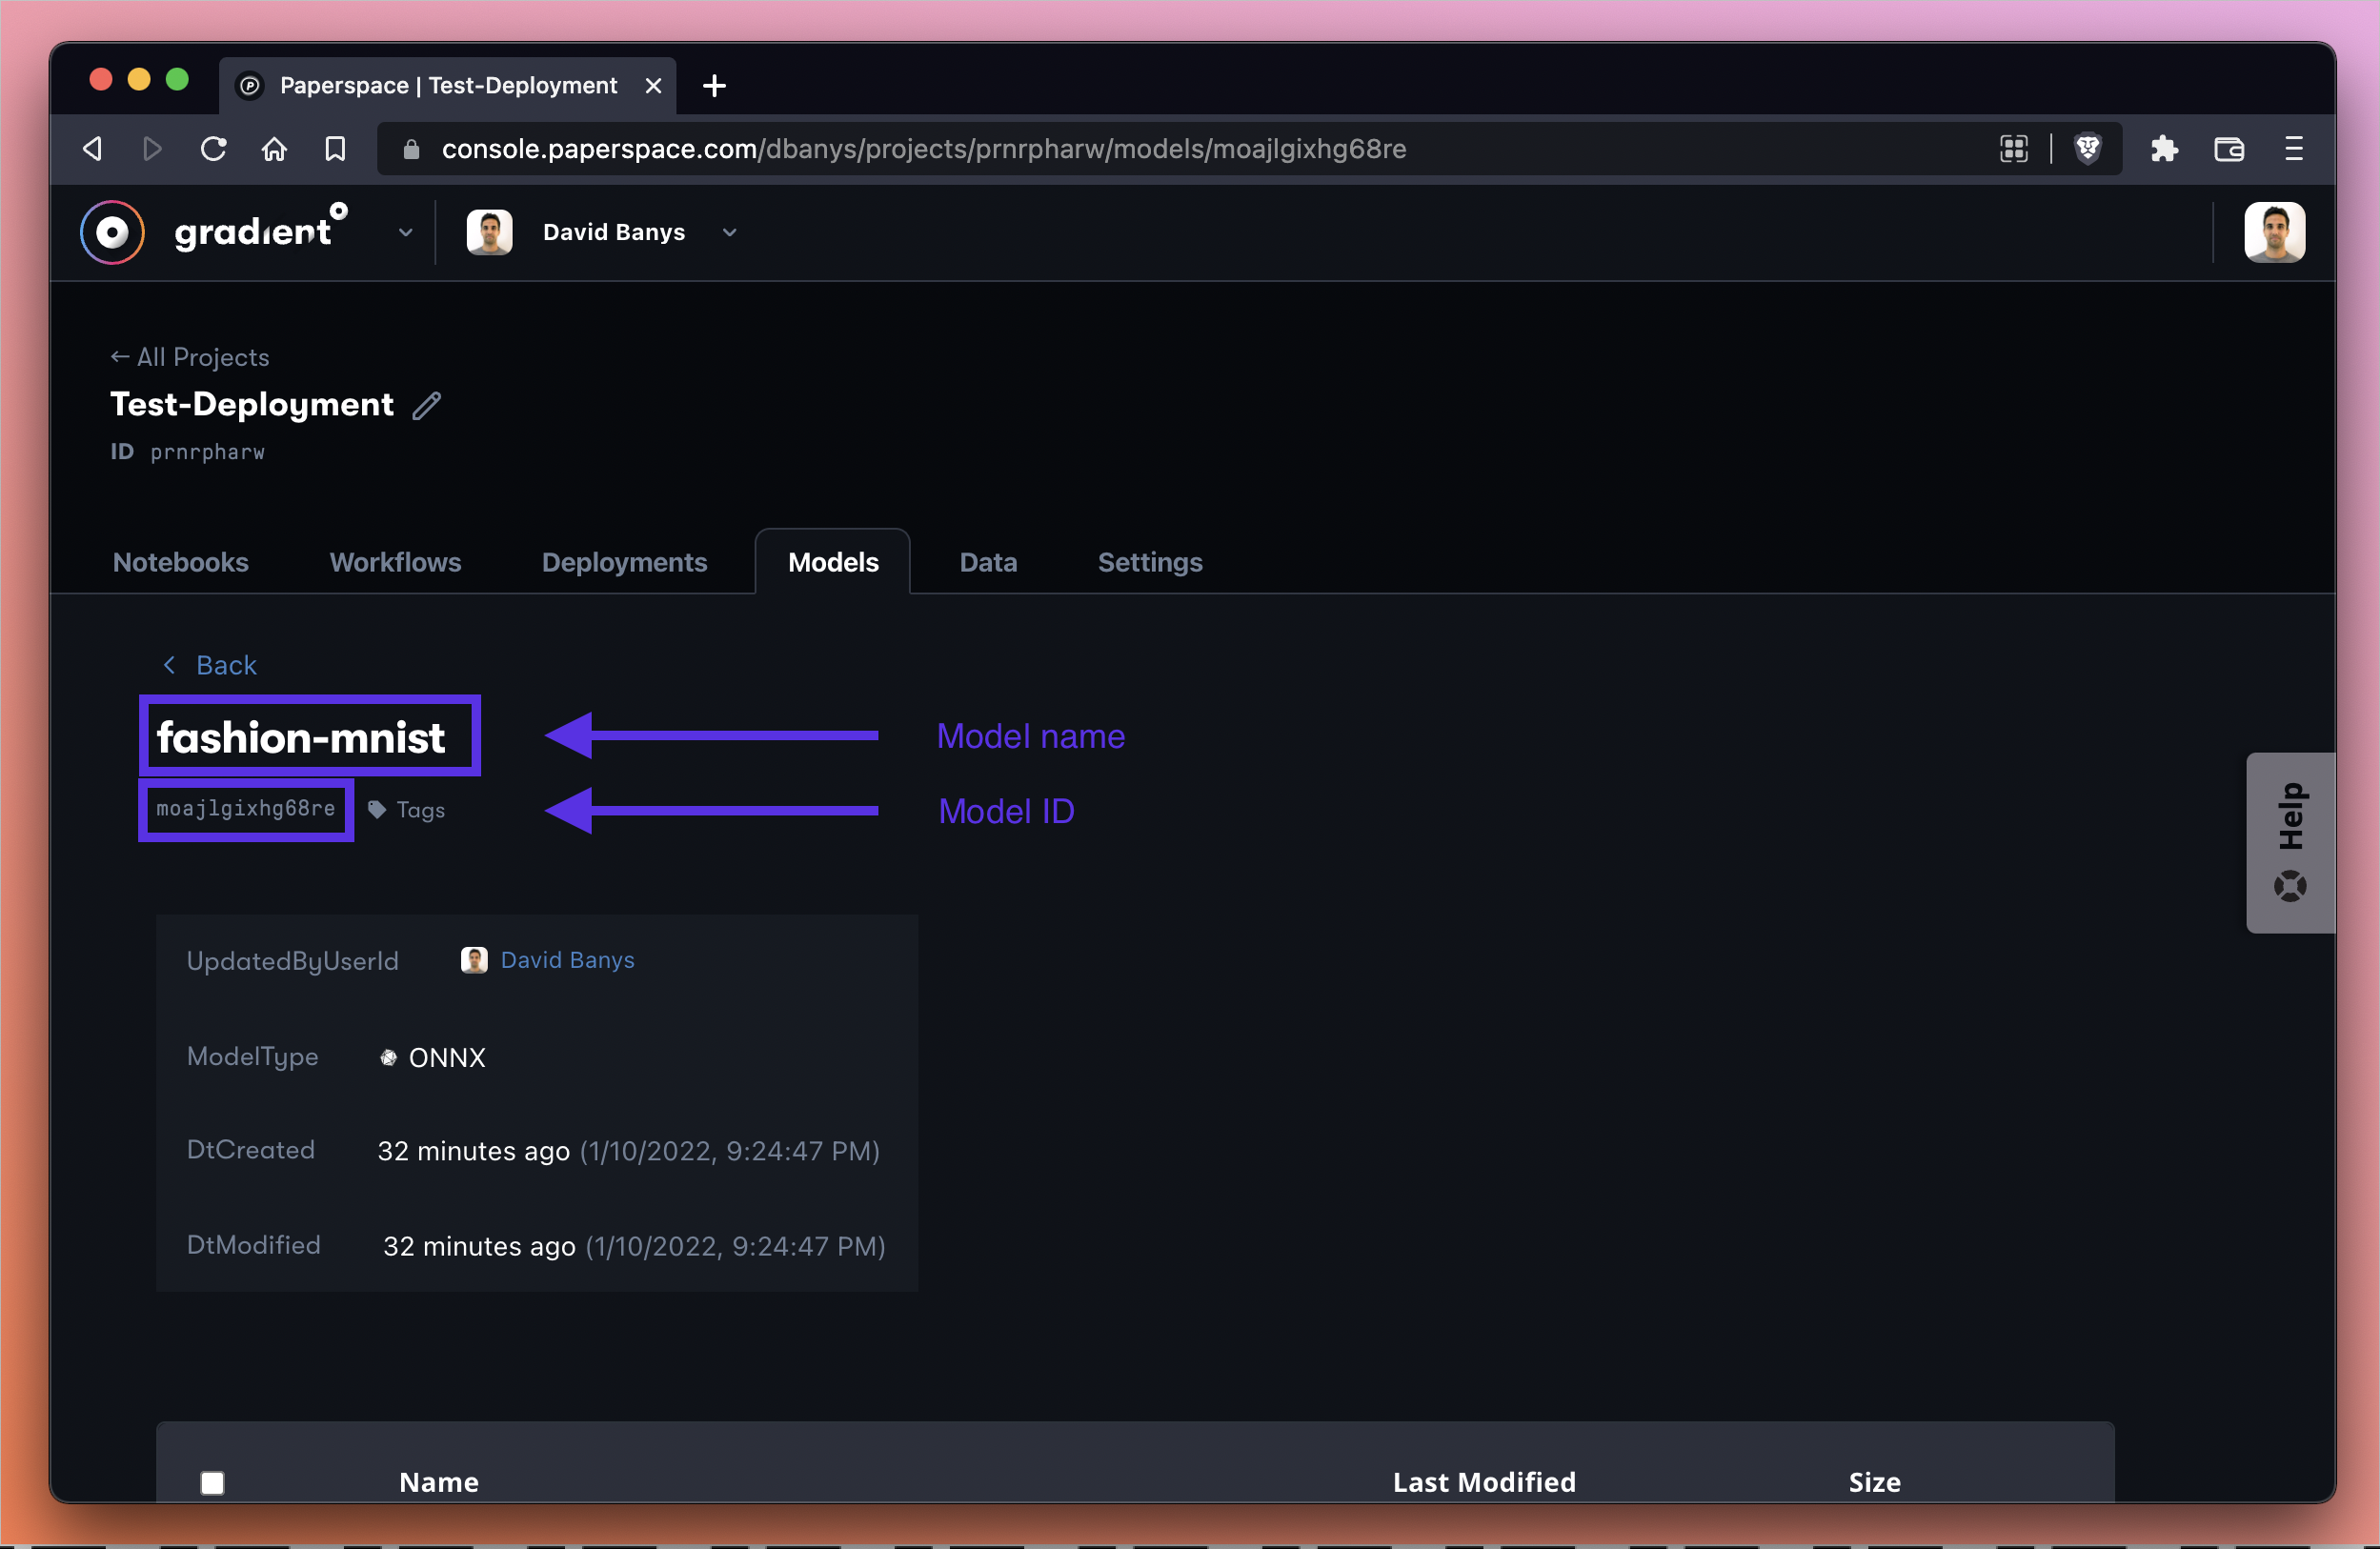 Paperspace | Test-Deployment
console.paperspace.com/dbanys/projects/prnrpharw/models/moajlgixhg68re
gradient
David Banys
← All Projects
Test-Deployment
ID prnrpharw
Notebooks Workflows Deployments Models Data Settings
Back
fashion-mnist
Model name
moajlgixhg68re Tags
Model ID
Help
UpdatedByUserId David Banys
ModelType ONNX
DtCreated 32 minutes ago (1/10/2022, 9:24:47 PM)
DtModified 32 minutes ago (1/10/2022, 9:24:47 PM)
Name Last Modified Size